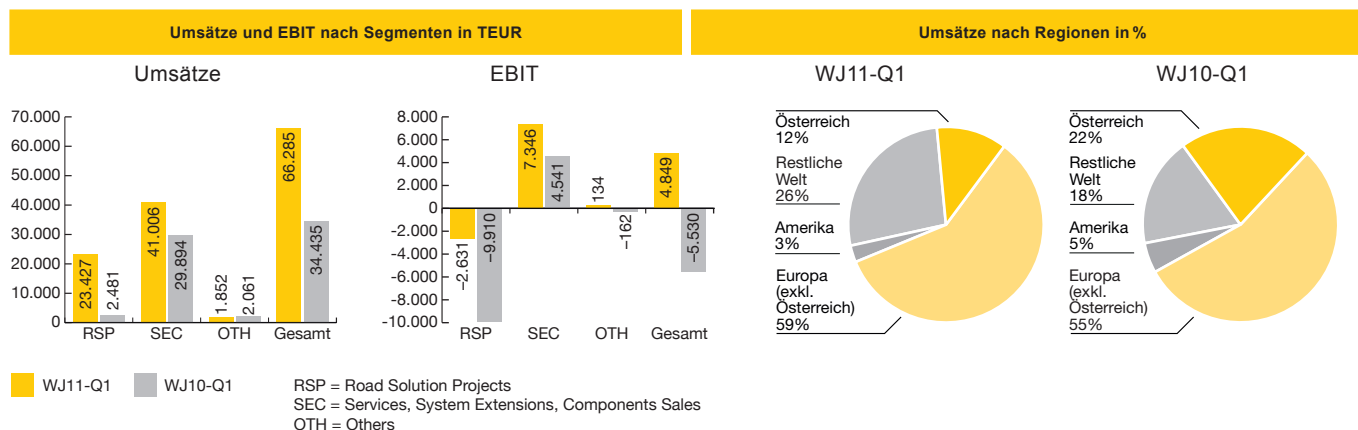 Umsätze und EBIT nach Segmenten in TEUR
Umsätze nach Regionen in %
Umsätze
70.000
60.000
50.000
40.000
30.000
20.000
10.000
0
23.427
2.481
41.006
29.894
1.852
2.061
66.285
34.435
RSP
SEC
OTH
Gesamt
EBIT
8.000
6.000
4.000
2.000
0
-2.000
-4.000
-6.000
-8.000
-10.000
−2.631
−9.910
7.346
4.541
134
−162
4.849
−5.530
RSP
SEC
OTH
Gesamt
WJ11-Q1
Österreich
12%
Restliche
Welt
26%
Amerika
3%
Europa
(exkl.
Österreich)
59%
WJ10-Q1
Österreich
22%
Restliche
Welt
18%
Amerika
5%
Europa
(exkl.
Österreich)
55%
WJ11-Q1
WJ10-Q1
RSP = Road Solution Projects
SEC = Services, System Extensions, Components Sales
OTH = Others